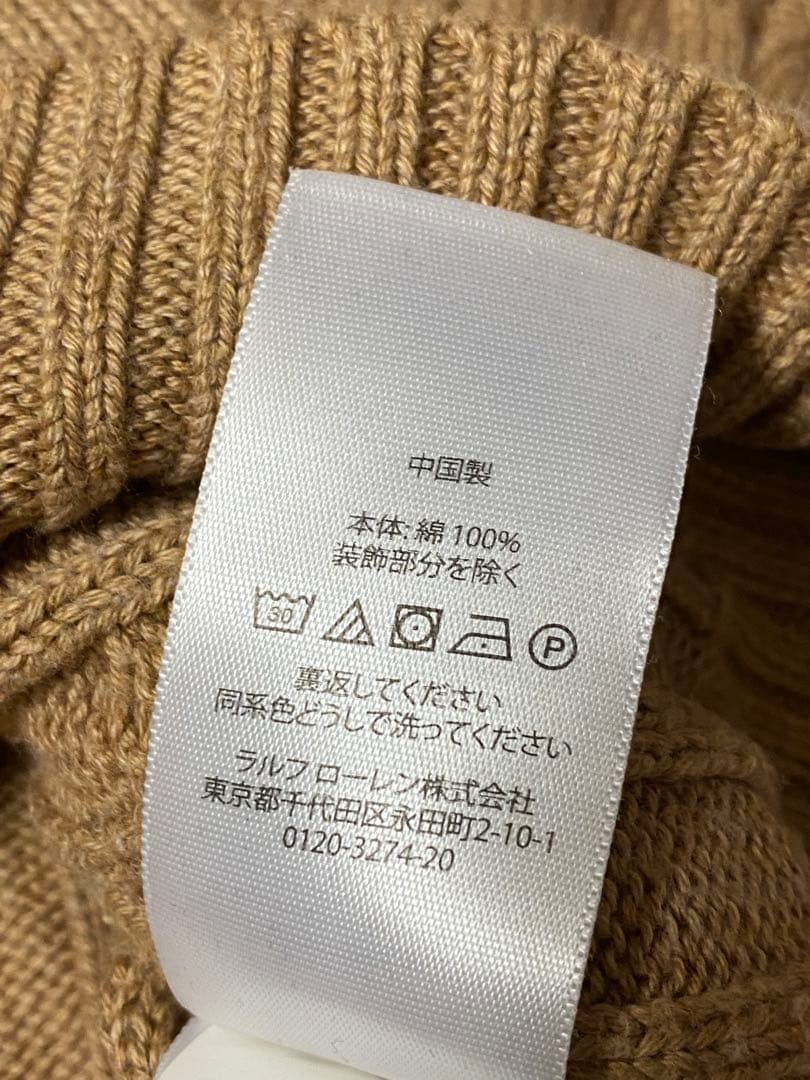 中国製
本体: 綿 100%
装飾部分を除く
30 P
裏返してください
同系色どうしで洗ってください
ラルフ ローレン株式会社
東京都千代田区永田町2-10-1
0120-3274-20